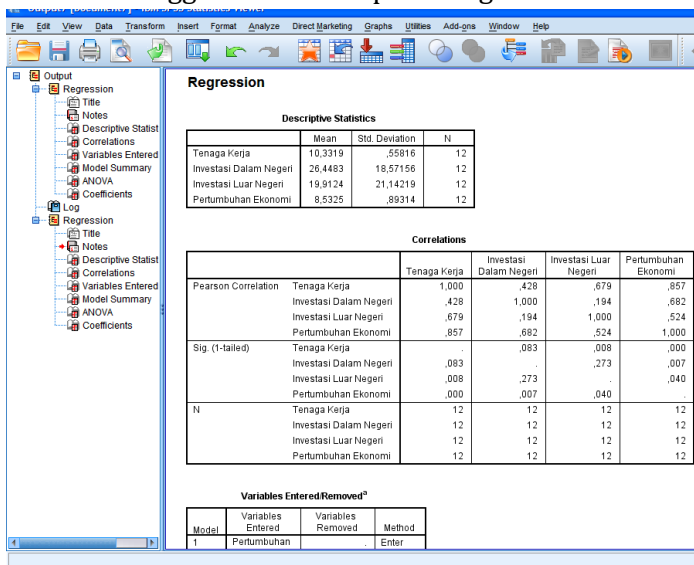 File Edit View Data Transform Insert Format Analyze Direct Marketing Graphs Utilities Add-ons Window Help
Output
Regression
Title
Notes
Descriptive Statist
Correlations
Variables Entered
Model Summary
ANOVA
Coefficients
Log
Regression
Title
Notes
Descriptive Statist
Correlations
Variables Entered
Model Summary
ANOVA
Coefficients
Regression
Descriptive Statistics
Mean Std. Deviation N
Tenaga Kerja 10,3319 ,55816 12
Investasi Dalam Negeri 26,4483 18,57156 12
Investasi Luar Negeri 19,9124 21,14219 12
Pertumbuhan Ekonomi 8,5325 ,89314 12
Correlations
Tenaga Kerja Investasi Dalam Negeri Investasi Luar Negeri Pertumbuhan Ekonomi
Pearson Correlation Tenaga Kerja 1,000 ,428 ,679 ,857
Investasi Dalam Negeri ,428 1,000 ,194 ,682
Investasi Luar Negeri ,679 ,194 1,000 ,524
Pertumbuhan Ekonomi ,857 ,682 ,524 1,000
Sig. (1-tailed) Tenaga Kerja . ,083 ,008 ,000
Investasi Dalam Negeri ,083 . ,273 ,007
Investasi Luar Negeri ,008 ,273 . ,040
Pertumbuhan Ekonomi ,000 ,007 ,040 .
N Tenaga Kerja 12 12 12 12
Investasi Dalam Negeri 12 12 12 12
Investasi Luar Negeri 12 12 12 12
Pertumbuhan Ekonomi 12 12 12 12
Variables Entered/Removedᵃ
Model Variables Entered Variables Removed Method
1 Pertumbuhan . Enter